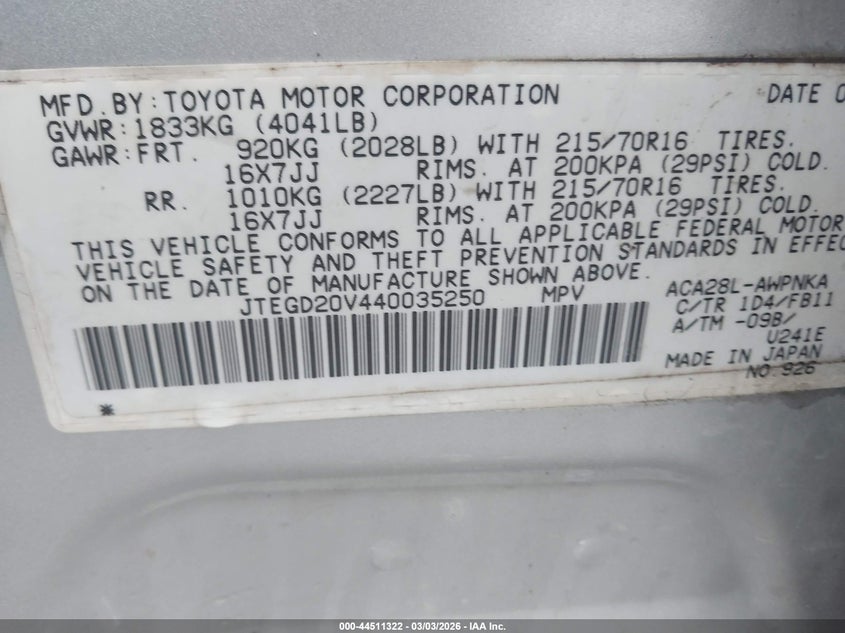 MFD. BY: TOYOTA MOTOR CORPORATION DATE 0
GVWR: 1833KG (4041LB)
GAWR: FRT. 920KG (2028LB) WITH 215/70R16 TIRES.
16X7JJ RIMS. AT 200KPA (29PSI) COLD.
RR. 1010KG (2227LB) WITH 215/70R16 TIRES.
16X7JJ RIMS. AT 200KPA (29PSI) COLD.
THIS VEHICLE CONFORMS TO ALL APPLICABLE FEDERAL MOTOR
VEHICLE SAFETY AND THEFT PREVENTION STANDARDS IN EFFEC
ON THE DATE OF MANUFACTURE SHOWN ABOVE.
JTEGD20V440035250 MPV
ACA28L-AWPNKA
C/TR 1D4/FB11
A/TM -09B/
U241E
MADE IN JAPAN
NO. 926
*
000-44511322 - 03/03/2026 - IAA Inc.